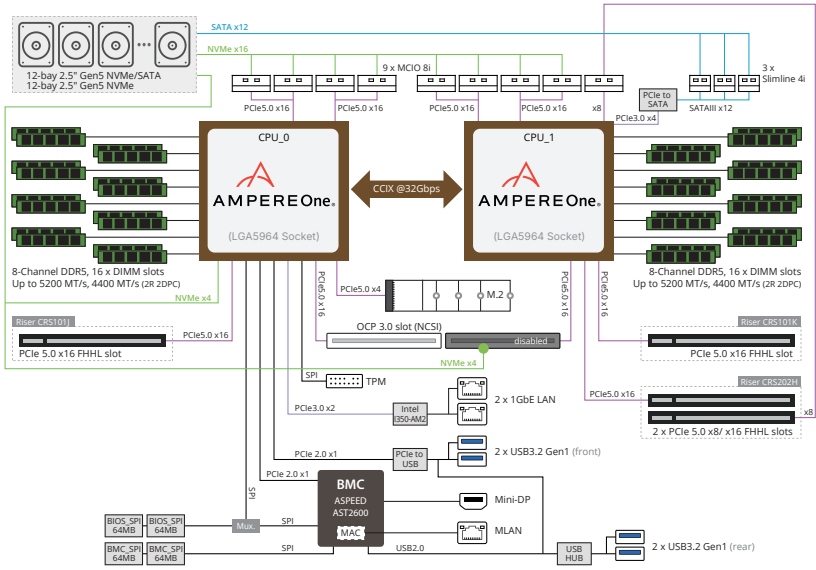 SATA x12
NVMe x16
12-bay 2.5" Gen5 NVMe/SATA
12-bay 2.5" Gen5 NVMe
9 x MCIO 8i
3 x
Slimline 4i
PCIe to
SATA
PCIe5.0 x16
PCIe5.0 x16
PCIe5.0 x16
PCIe5.0 x16
x8
SATAIII x12
PCIe3.0 x4
CPU_0
AMPEREOne®
(LGA5964 Socket)
CCIX @32Gbps
CPU_1
AMPEREOne®
(LGA5964 Socket)
8-Channel DDR5, 16 x DIMM slots
Up to 5200 MT/s, 4400 MT/s (2R 2DPC)
8-Channel DDR5, 16 x DIMM slots
Up to 5200 MT/s, 4400 MT/s (2R 2DPC)
NVMe x4
PCIe5.0 x16
PCIe5.0 x4
M.2
PCIe5.0 x16
PCIe5.0 x16
Riser CRS101J
PCIe 5.0 x16 FHHL slot
PCIe5.0 x16
OCP 3.0 slot (NCSI)
disabled
NVMe x4
Riser CRS101K
PCIe 5.0 x16 FHHL slot
SPI
TPM
Riser CRS202H
PCIe5.0 x16
x8
2 x PCIe 5.0 x8/ x16 FHHL slots
PCIe3.0 x2
Intel
I350-AM2
2 x 1GbE LAN
PCIe 2.0 x1
PCIe to
USB
2 x USB3.2 Gen1 (front)
PCIe 2.0 x1
SPI
BMC
ASPEED
AST2600
MAC
Mini-DP
MLAN
BIOS_SPI
64MB
BIOS_SPI
64MB
Mux.
SPI
BMC_SPI
64MB
BMC_SPI
64MB
SPI
USB2.0
USB
HUB
2 x USB3.2 Gen1 (rear)